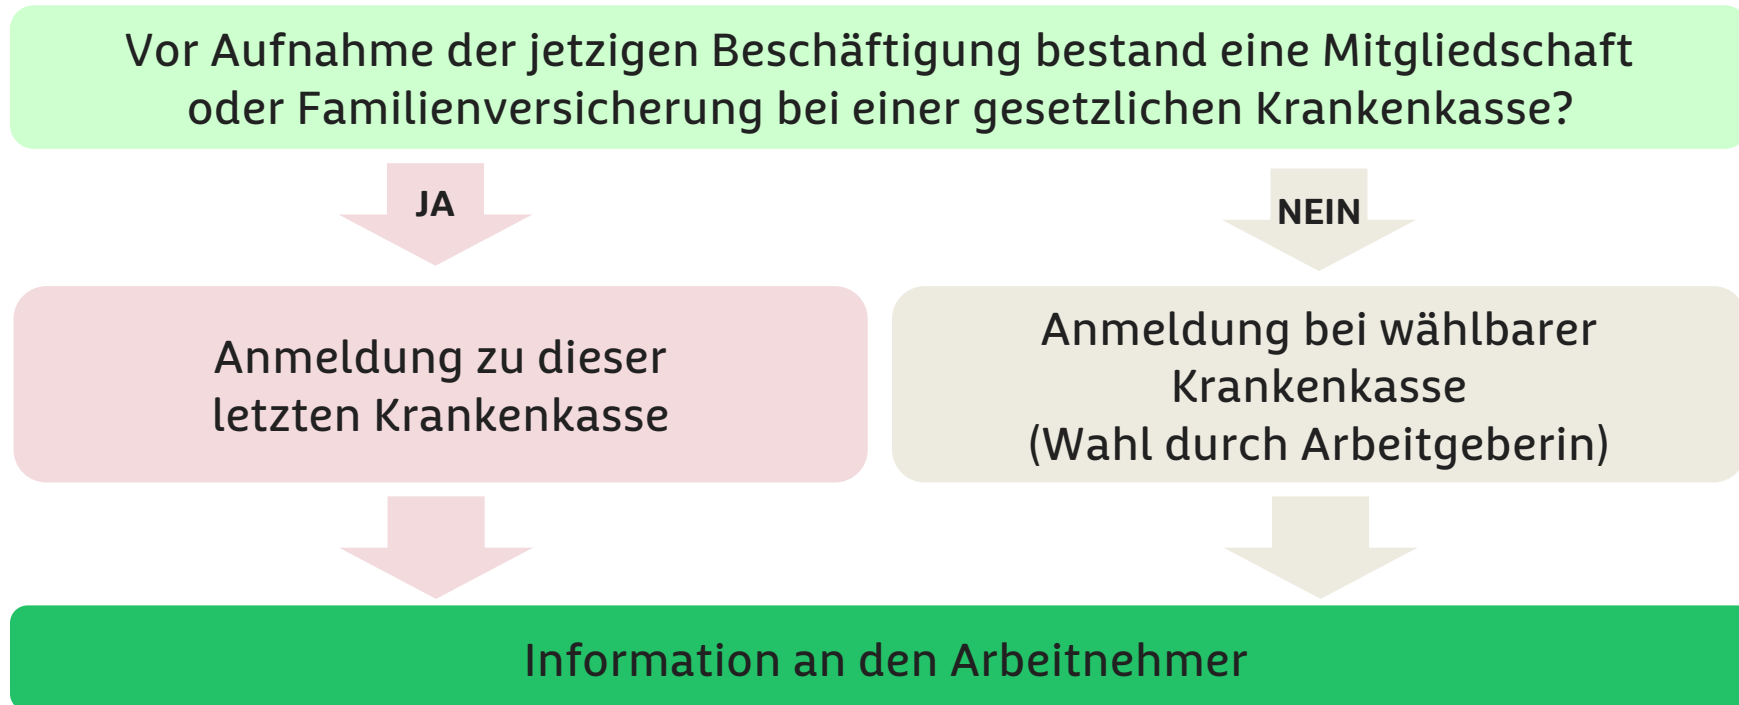 Vor Aufnahme der jetzigen Beschäftigung bestand eine Mitgliedschaft
oder Familienversicherung bei einer gesetzlichen Krankenkasse?
JA
NEIN
Anmeldung zu dieser
letzten Krankenkasse
Anmeldung bei wählbarer
Krankenkasse
(Wahl durch Arbeitgeberin)
Information an den Arbeitnehmer